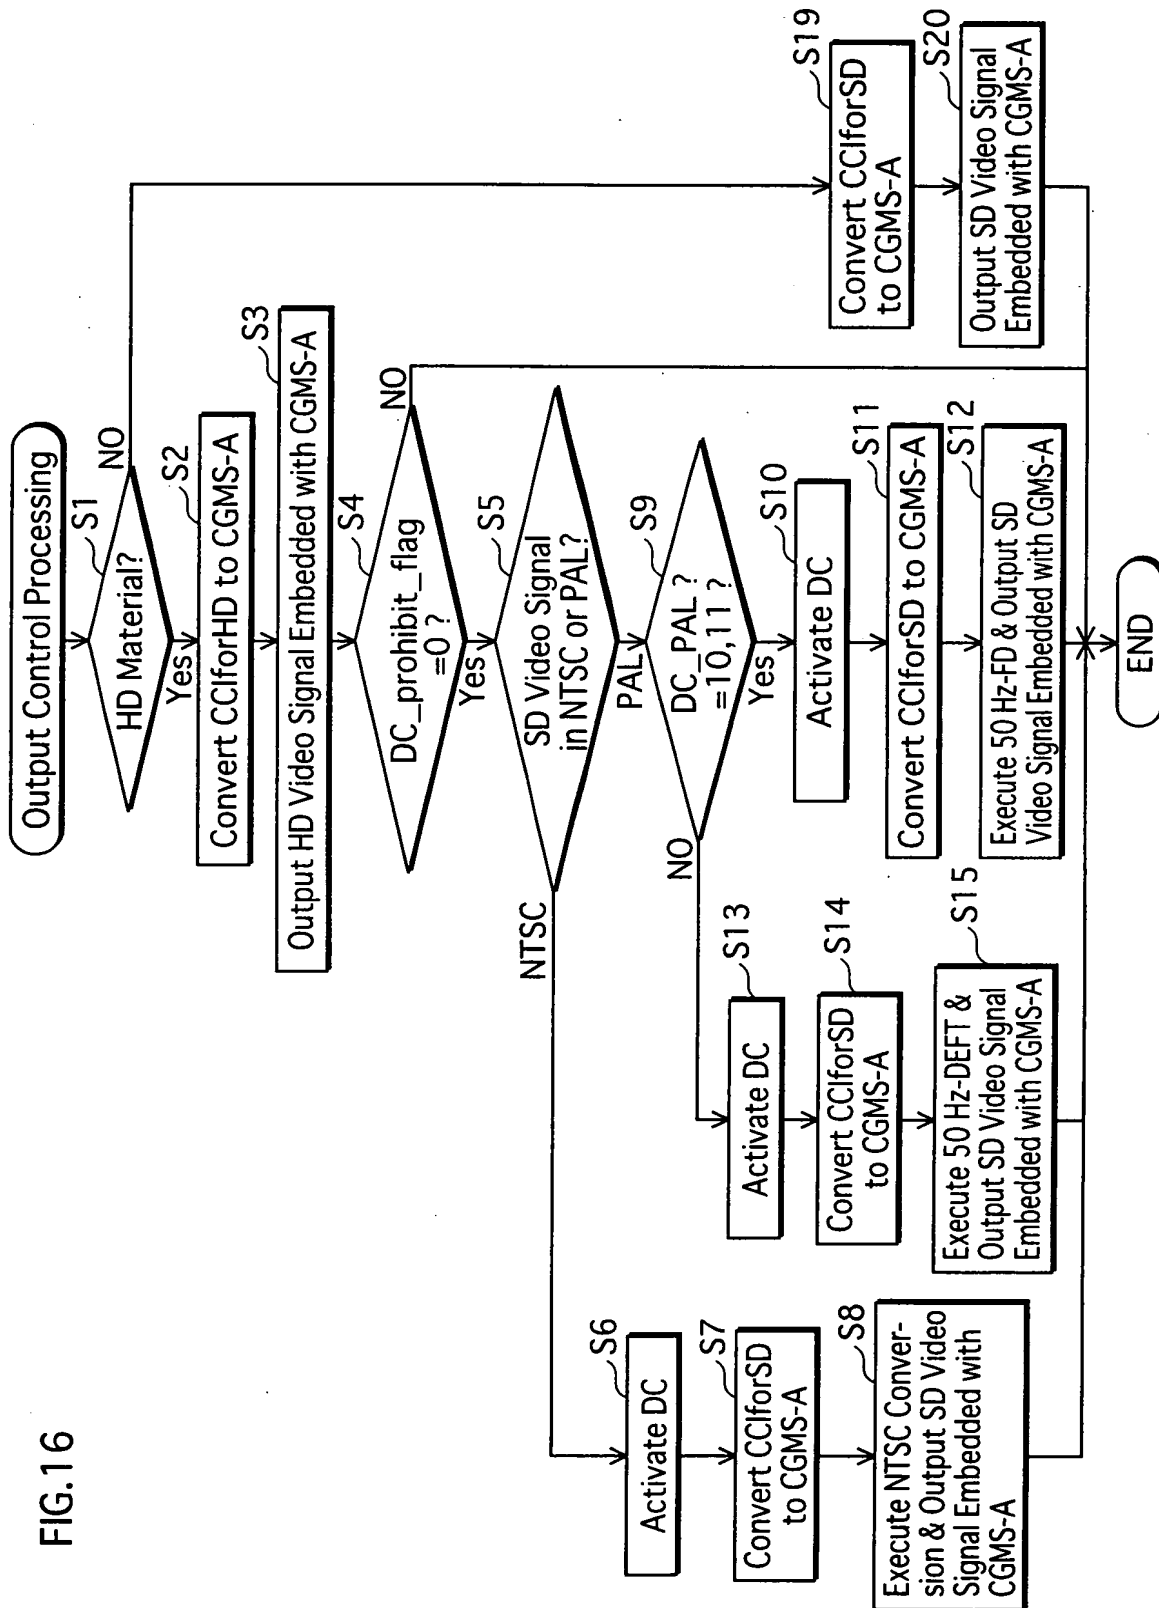 FIG.16
Output Control Processing
S1
HD Material?
NO
Yes
S2
Convert CCIforHD to CGMS-A
S3
Output HD Video Signal Embedded with CGMS-A
S4
DC_prohibit_flag
=0 ?
NO
Yes
S5
SD Video Signal
in NTSC or PAL?
NTSC
PAL
S6
Activate DC
S7
Convert CCIforSD
to CGMS-A
S8
Execute NTSC Conver-
sion & Output SD Video
Signal Embedded with
CGMS-A
S9
DC_PAL ?
=10,11 ?
NO
Yes
S10
Activate DC
S11
Convert CCIforSD to CGMS-A
S12
Execute 50 Hz-FD & Output SD
Video Signal Embedded with CGMS-A
S13
Activate DC
S14
Convert CCIforSD
to CGMS-A
S15
Execute 50 Hz-DEFT &
Output SD Video Signal
Embedded with CGMS-A
S19
Convert CCIforSD
to CGMS-A
S20
Output SD Video Signal
Embedded with CGMS-A
END